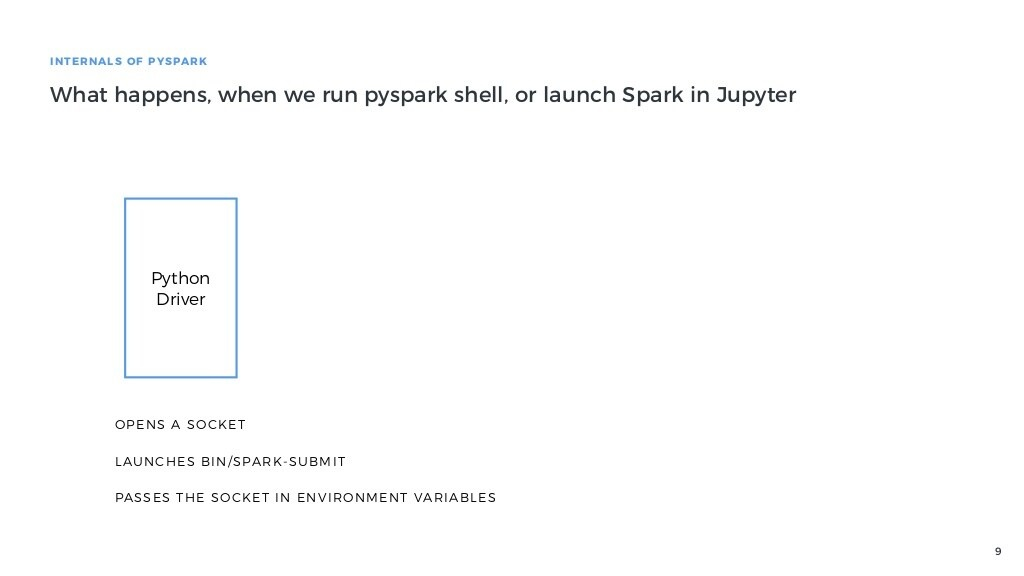 INTERNALS OF PYSPARK
What happens, when we run pyspark shell, or launch Spark in Jupyter
Python
Driver
OPENS A SOCKET
LAUNCHES BIN/SPARK-SUBMIT
PASSES THE SOCKET IN ENVIRONMENT VARIABLES
9